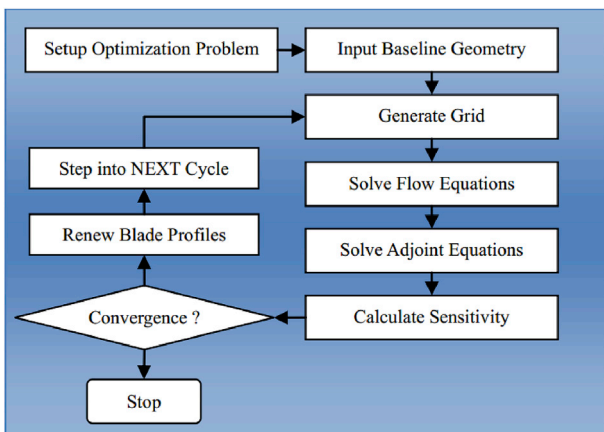 Setup Optimization Problem
Input Baseline Geometry
Generate Grid
Step into NEXT Cycle
Solve Flow Equations
Renew Blade Profiles
Solve Adjoint Equations
Convergence ?
Calculate Sensitivity
Stop